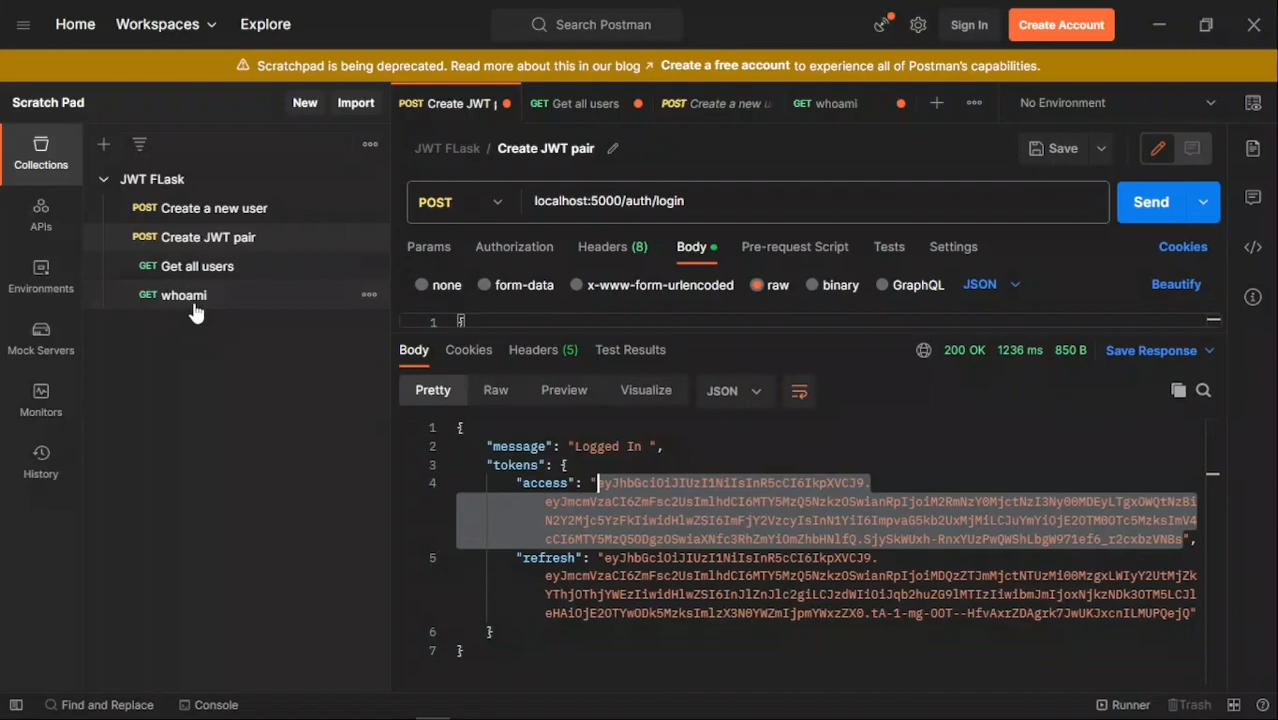 Home Workspaces Explore Search Postman Sign In Create Account
Scratchpad is being deprecated. Read more about this in our blog ↗ Create a free account to experience all of Postman's capabilities.
Scratch Pad New Import
POST Create JWT p GET Get all users POST Create a new u GET whoami No Environment
Collections
APIs
Environments
Mock Servers
Monitors
History
JWT FLask
POST Create a new user
POST Create JWT pair
GET Get all users
GET whoami
JWT FLask / Create JWT pair Save
POST localhost:5000/auth/login Send
Params Authorization Headers (8) Body Pre-request Script Tests Settings Cookies
none form-data x-www-form-urlencoded raw binary GraphQL JSON Beautify
1 {
Body Cookies Headers (5) Test Results 200 OK 1236 ms 850 B Save Response
Pretty Raw Preview Visualize JSON
1 {
2 "message": "Logged In ",
3 "tokens": {
4 "access": "eyJhbGciOiJIUzI1NiIsInR5cCI6IkpXVCJ9.
5 "refresh": "eyJhbGciOiJIUzI1NiIsInR5cCI6IkpXVCJ9.
6 }
7 }
Find and Replace Console Runner Trash